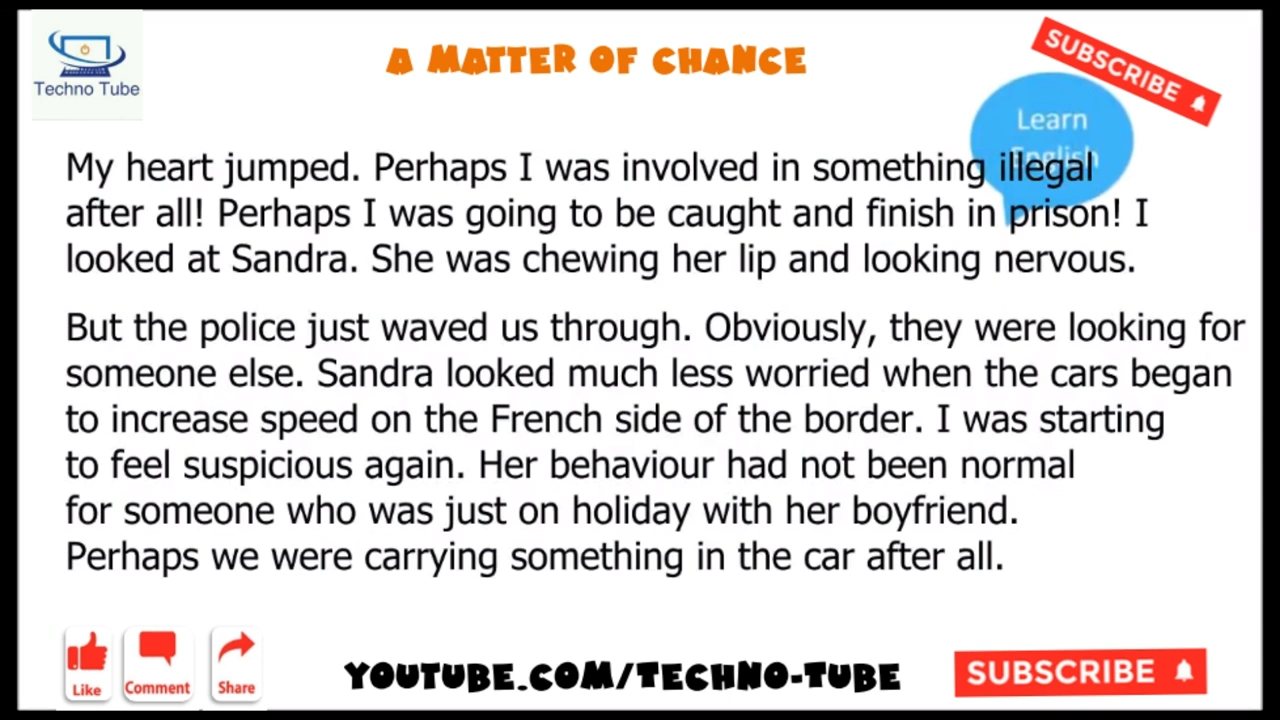 Techno Tube
A MATTER OF CHANCE
SUBSCRIBE
Learn
English
My heart jumped. Perhaps I was involved in something illegal
after all! Perhaps I was going to be caught and finish in prison! I
looked at Sandra. She was chewing her lip and looking nervous.
But the police just waved us through. Obviously, they were looking for
someone else. Sandra looked much less worried when the cars began
to increase speed on the French side of the border. I was starting
to feel suspicious again. Her behaviour had not been normal
for someone who was just on holiday with her boyfriend.
Perhaps we were carrying something in the car after all.
Like
Comment
Share
YOUTUBE.COM/TECHNO-TUBE
SUBSCRIBE